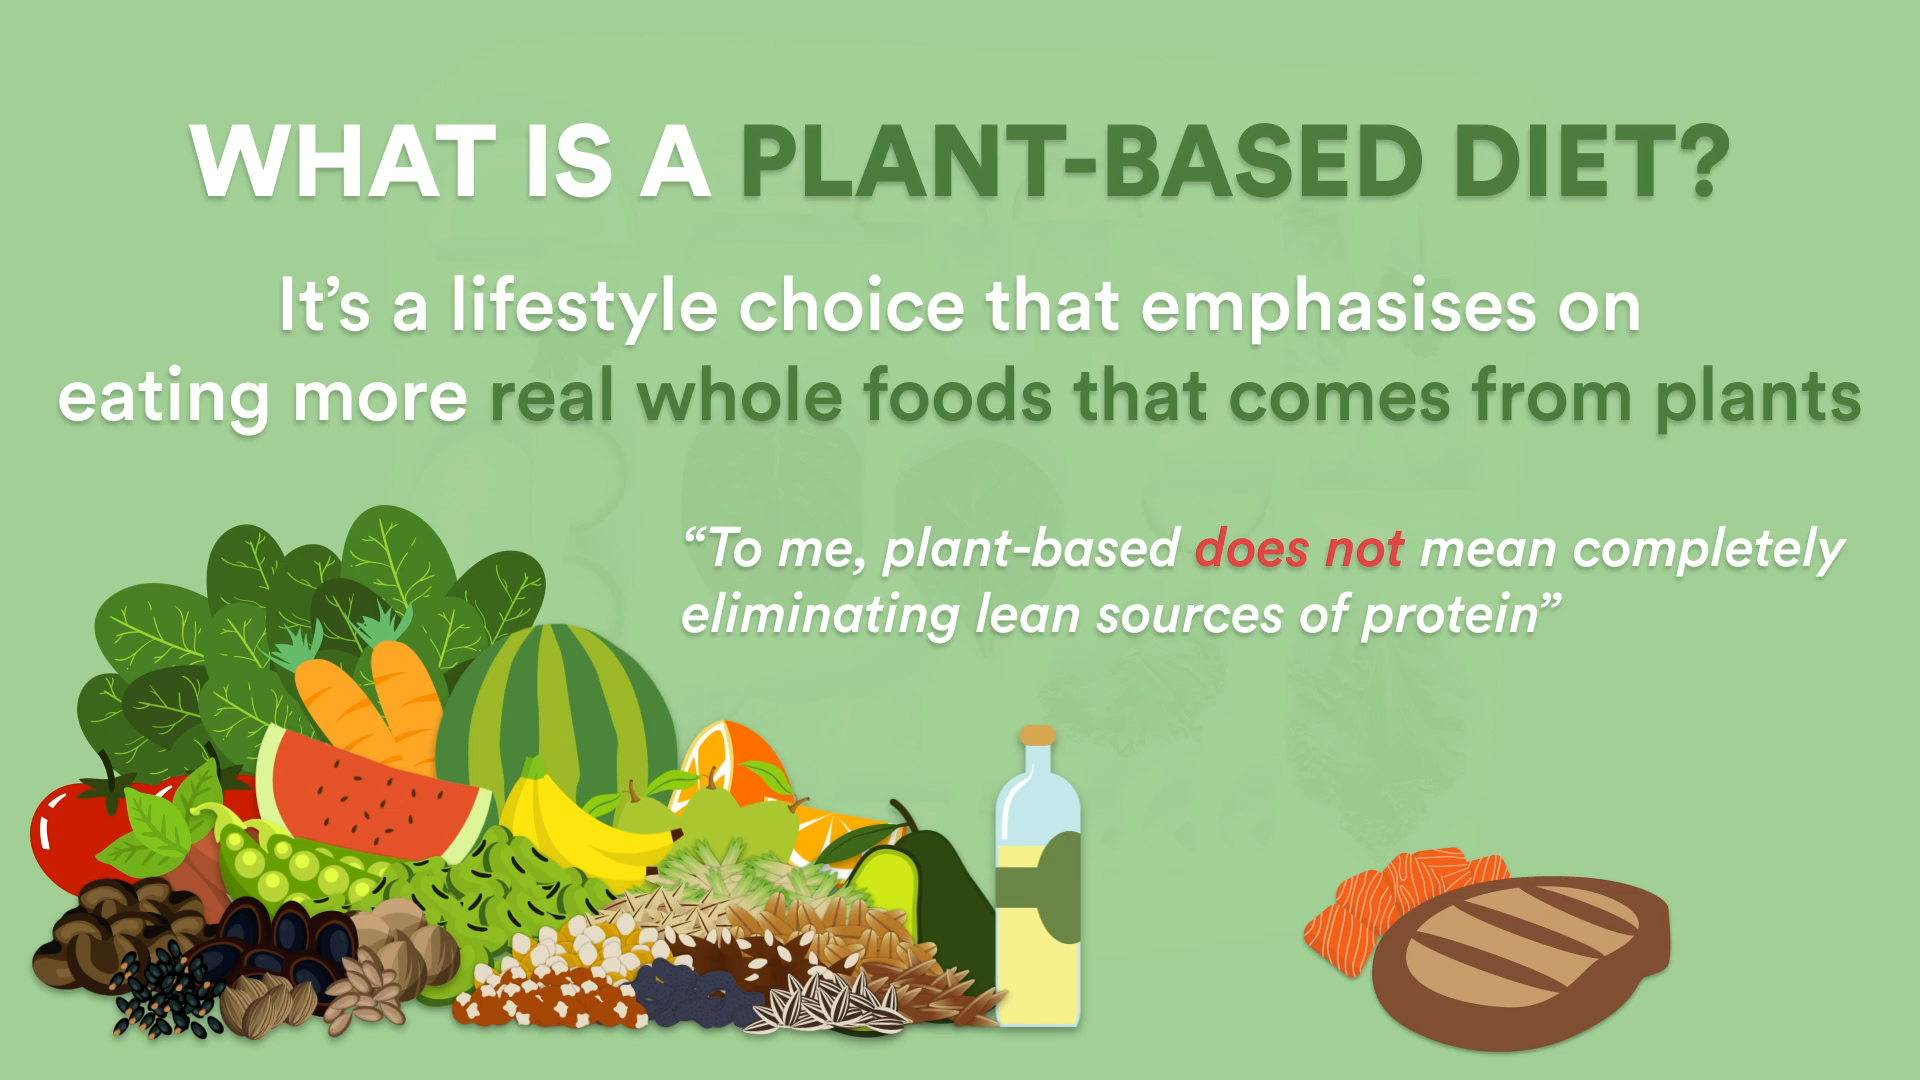 WHAT IS A PLANT-BASED DIET?
It’s a lifestyle choice that emphasises on
eating more real whole foods that comes from plants
“To me, plant-based does not mean completely
eliminating lean sources of protein”